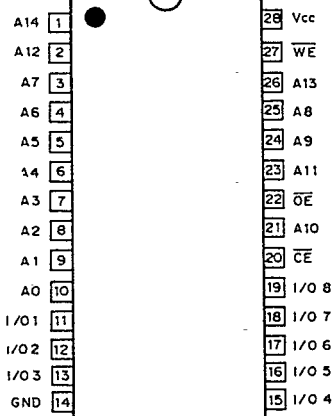 A14 1 28 Vcc
A12 2 27 WE
A7 3 26 A13
A6 4 25 A8
A5 5 24 A9
A4 6 23 A11
A3 7 22 OE
A2 8 21 A10
A1 9 20 CE
A0 10 19 I/O 8
I/O1 11 18 I/O 7
I/O2 12 17 I/O 6
I/O3 13 16 I/O 5
GND 14 15 I/O 4